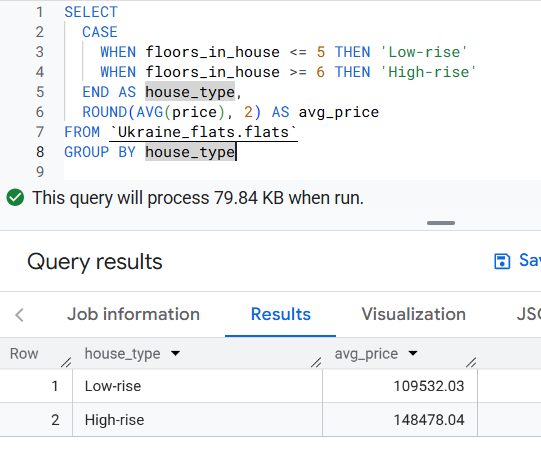 1 SELECT
2 CASE
3 WHEN floors_in_house <= 5 THEN 'Low-rise'
4 WHEN floors_in_house >= 6 THEN 'High-rise'
5 END AS house_type,
6 ROUND(AVG(price), 2) AS avg_price
7 FROM `Ukraine_flats.flats`
8 GROUP BY house_type
9
This query will process 79.84 KB when run.
Query results Sav
Job information Results Visualization JSO
Row house_type avg_price
1 Low-rise 109532.03
2 High-rise 148478.04